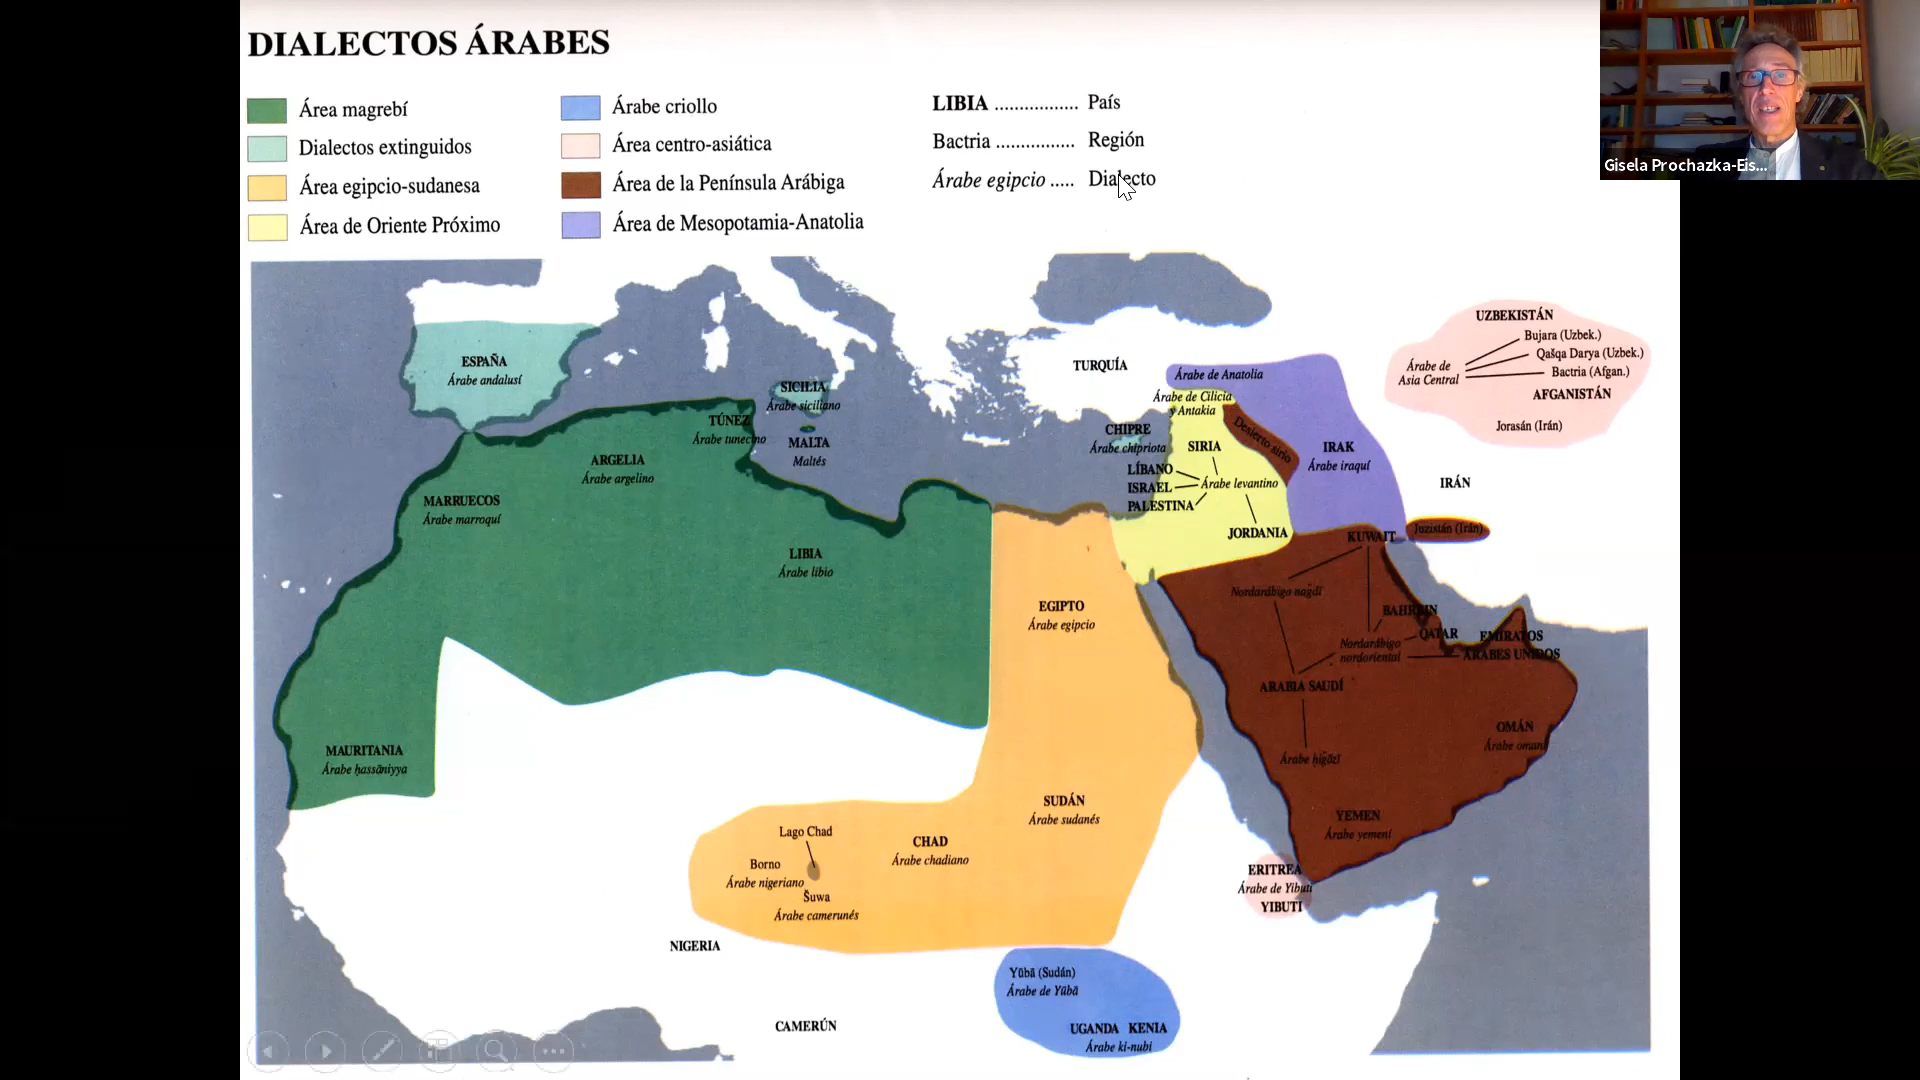 DIALECTOS ÁRABES
Área magrebí
Dialectos extinguidos
Área egipcio-sudanesa
Área de Oriente Próximo
Árabe criollo
Área centro-asiática
Área de la Península Arábiga
Área de Mesopotamia-Anatolia
LIBIA ................. País
Bactria ................ Región
Árabe egipcio ..... Dialecto
Gisela Prochazka-Eis...
ESPAÑA
Árabe andalusí
SICILIA
Árabe siciliano
TÚNEZ
Árabe tunecino
MALTA
Maltés
ARGELIA
Árabe argelino
MARRUECOS
Árabe marroquí
LIBIA
Árabe libio
MAURITANIA
Árabe ḥassāniyya
TURQUÍA
Árabe de Anatolia
Árabe de Cilicia
y Antakia
CHIPRE
Árabe chipriota
SIRIA
Desierto sirio
LÍBANO
ISRAEL
PALESTINA
Árabe levantino
JORDANIA
IRAK
Árabe iraquí
UZBEKISTÁN
Bujara (Uzbek.)
Qašqa Darya (Uzbek.)
Bactria (Afgan.)
Árabe de
Asia Central
AFGANISTÁN
Jorasán (Irán)
IRÁN
Juzistán (Irán)
KUWAIT
Nordarábigo naǧdí
BAHREIN
QATAR
EMIRATOS
ÁRABES UNIDOS
Nordarábigo
nordoriental
ARABIA SAUDÍ
Árabe ḥiǧāzí
OMÁN
Árabe omaní
YEMEN
Árabe yemení
EGIPTO
Árabe egipcio
SUDÁN
Árabe sudanés
CHAD
Árabe chadiano
Lago Chad
Borno
Árabe nigeriano
Šuwa
Árabe camerunés
NIGERIA
CAMERÚN
ERITREA
Árabe de Yibuti
YIBUTI
Yūbā (Sudán)
Árabe de Yūbā
UGANDA KENIA
Árabe ki-nubi